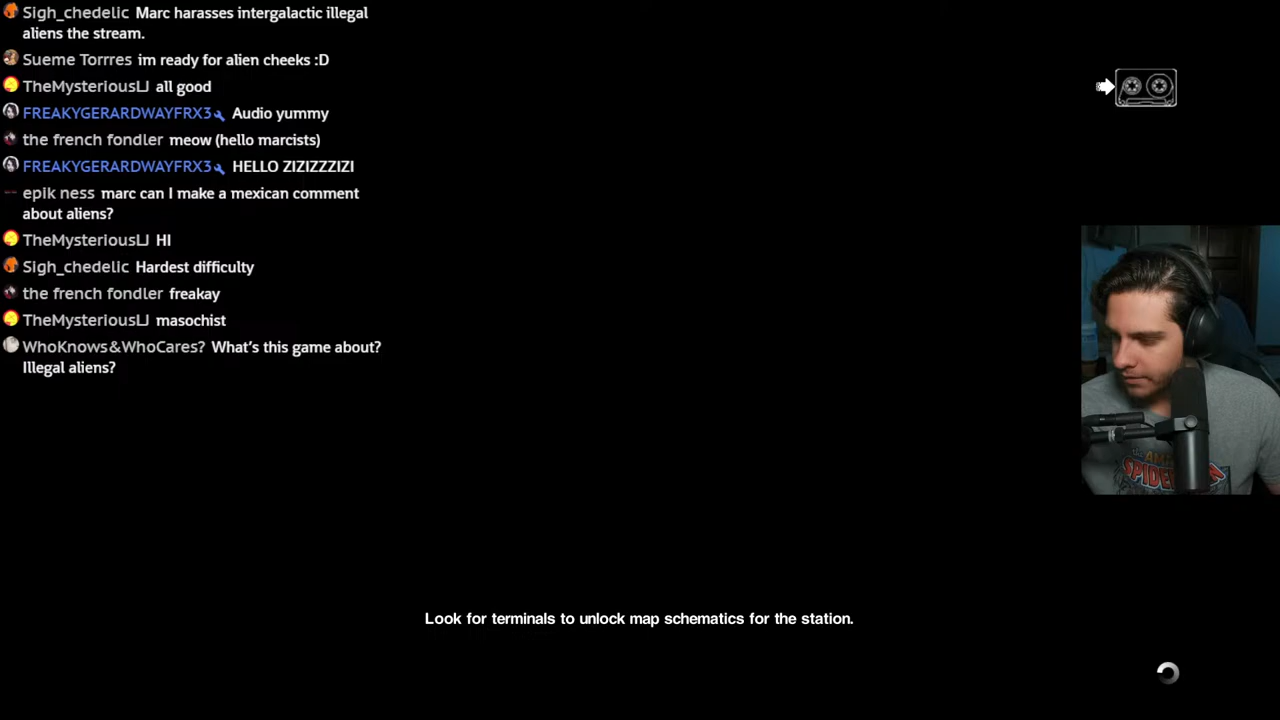 Sigh_chedelic Marc harasses intergalactic illegal
aliens the stream.
Sueme Torrres im ready for alien cheeks :D
TheMysteriousLJ all good
FREAKYGERARDWAYFRX3 Audio yummy
the french fondler meow (hello marcists)
FREAKYGERARDWAYFRX3 HELLO ZIZIZZZIZI
epik ness marc can I make a mexican comment
about aliens?
TheMysteriousLJ HI
Sigh_chedelic Hardest difficulty
the french fondler freakay
TheMysteriousLJ masochist
WhoKnows&WhoCares? What's this game about?
Illegal aliens?
SPIDER
Look for terminals to unlock map schematics for the station.